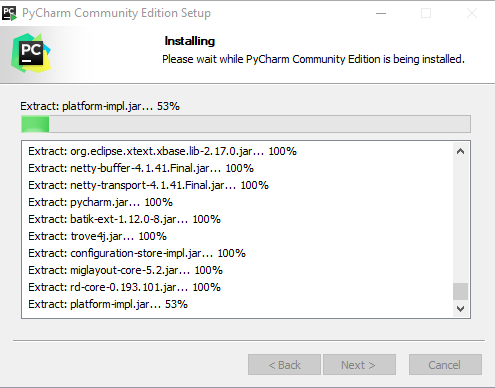 PC PyCharm Community Edition Setup
PC
Installing
Please wait while PyCharm Community Edition is being installed.
Extract: platform-impl.jar... 53%
Extract: org.eclipse.xtext.xbase.lib-2.17.0.jar... 100%
Extract: netty-buffer-4.1.41.Final.jar... 100%
Extract: netty-transport-4.1.41.Final.jar... 100%
Extract: pycharm.jar... 100%
Extract: batik-ext-1.12.0-8.jar... 100%
Extract: trove4j.jar... 100%
Extract: configuration-store-impl.jar... 100%
Extract: miglayout-core-5.2.jar... 100%
Extract: rd-core-0.193.101.jar... 100%
Extract: platform-impl.jar... 53%
< Back Next > Cancel